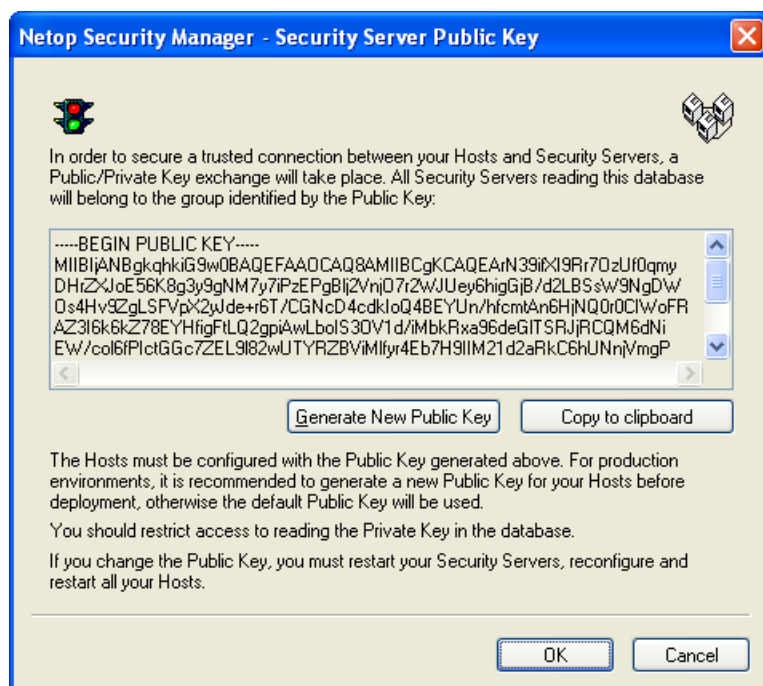 Netop Security Manager - Security Server Public Key
In order to secure a trusted connection between your Hosts and Security Servers, a
Public/Private Key exchange will take place. All Security Servers reading this database
will belong to the group identified by the Public Key:
-----BEGIN PUBLIC KEY-----
MIIBIjANBgkqhkiG9w0BAQEFAAOCAQ8AMIIBCgKCAQEArN39ifXI9Rr7OzUf0qmy
DHrZXJoE56K8g3y9gNM7y7iPzEPgBIj2VnjO7r2WJUey6higGjB/d2LBSsW9NgDW
Os4Hv9ZgLSFVpX2yJde+r6T/CGNcD4cdkIoQ4BEYUn/hfcmtAn6HjNQ0r0CIWoFR
AZ3I6k6kZ78EYHfigFtLQ2gpiAwLboIS3OV1d/iMbkRxa96deGITSRJjRCQM6dNi
EW/col6fPIctGGc7ZEL9I82wUTYRZBViMIfyr4Eb7H9IIM21d2aRkC6hUNnjVmgP
Generate New Public Key
Copy to clipboard
The Hosts must be configured with the Public Key generated above. For production
environments, it is recommended to generate a new Public Key for your Hosts before
deployment, otherwise the default Public Key will be used.
You should restrict access to reading the Private Key in the database.
If you change the Public Key, you must restart your Security Servers, reconfigure and
restart all your Hosts.
OK
Cancel